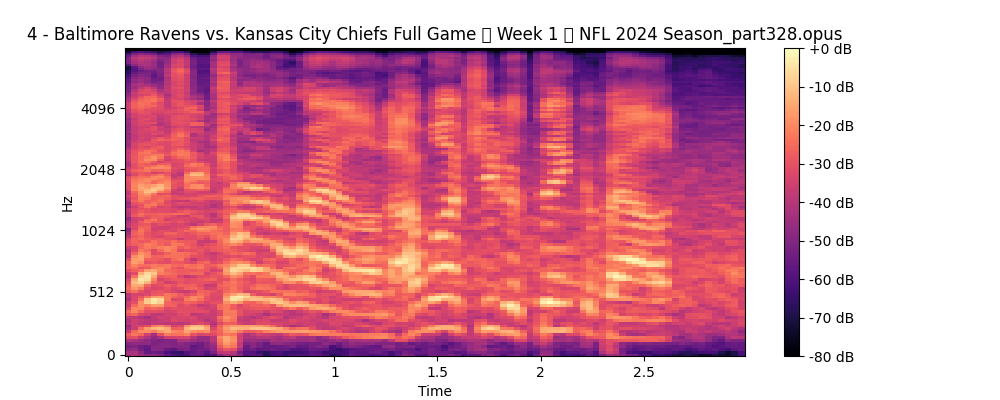 4 - Baltimore Ravens vs. Kansas City Chiefs Full Game ▯ Week 1 ▯ NFL 2024 Season_part328.opus
+0 dB
-10 dB
-20 dB
-30 dB
-40 dB
-50 dB
-60 dB
-70 dB
-80 dB
4096
2048
1024
512
0
Hz
0
0.5
1
1.5
2
2.5
Time